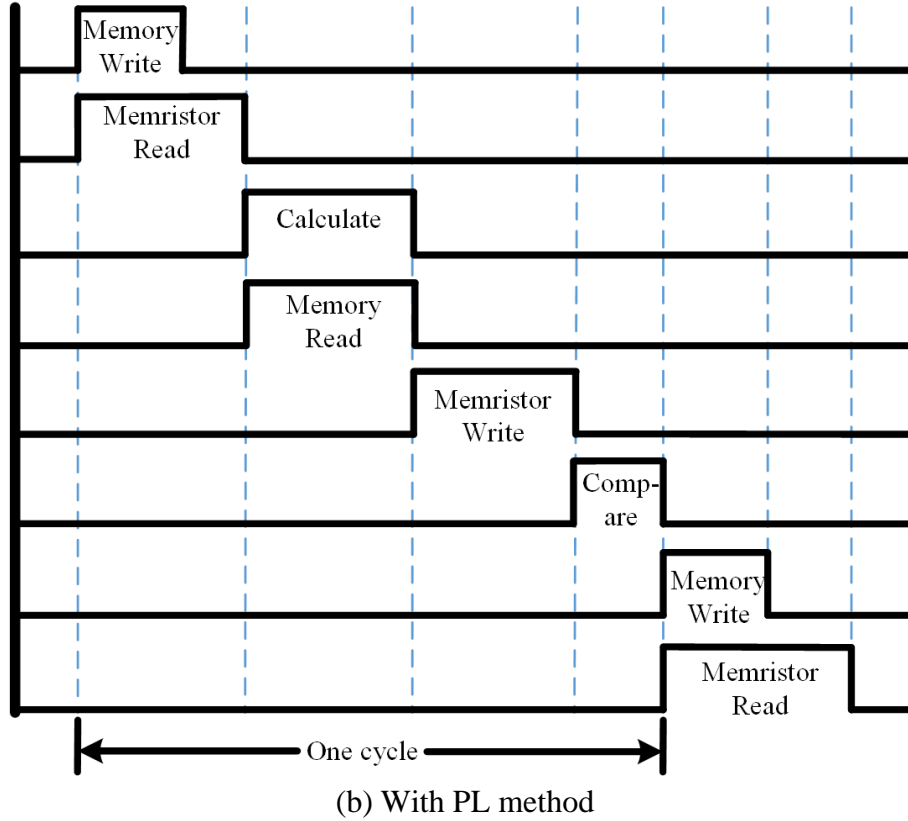 Memory
Write
Memristor
Read
Calculate
Memory
Read
Memristor
Write
Comp-
are
Memory
Write
Memristor
Read
One cycle
(b) With PL method